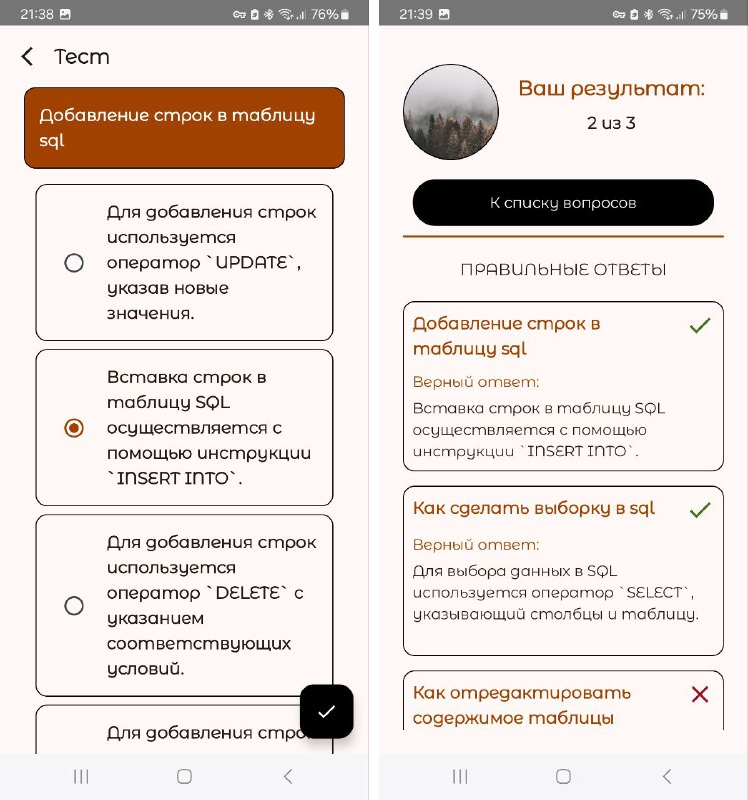 21:38
76%
Тест
Добавление строк в таблицу
sql
Для добавления строк
используется
оператор `UPDATE`,
указав новые
значения.
Вставка строк в
таблицу SQL
осуществляется с
помощью инструкции
`INSERT INTO`.
Для добавления строк
используется
оператор `DELETE` с
указанием
соответствующих
условий.
Для добавления стро
21:39
75%
Ваш результат:
2 из 3
К списку вопросов
ПРАВИЛЬНЫЕ ОТВЕТЫ
Добавление строк в
таблицу sql
Верный ответ:
Вставка строк в таблицу SQL
осуществляется с помощью
инструкции `INSERT INTO`.
Как сделать выборку в sql
Верный ответ:
Для выбора данных в SQL
используется оператор `SELECT`,
указывающий столбцы и таблицу.
Как отредактировать
содержимое таблицы